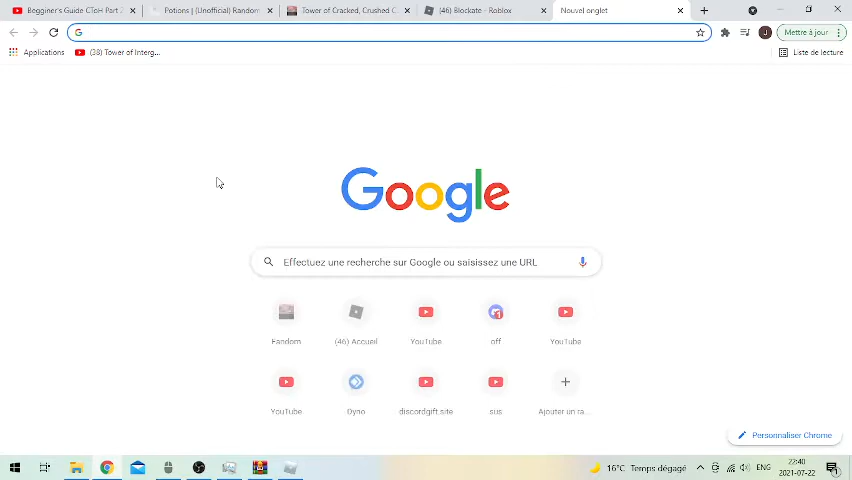 Begginer's Guide CToH Part
Potions | (Unofficial) Random
Tower of Cracked, Crushed C
(46) Blockate - Roblox
Nouvel onglet
G
J
Mettre à jour
Applications
(38) Tower of Interg...
Liste de lecture
Google
Effectuez une recherche sur Google ou saisissez une URL
Fandom
(46) Accueil
YouTube
off
YouTube
YouTube
Dyno
discordgift.site
sus
Ajouter un ra...
Personnaliser Chrome
16°C Temps dégagé
ENG
22:40
2021-07-22